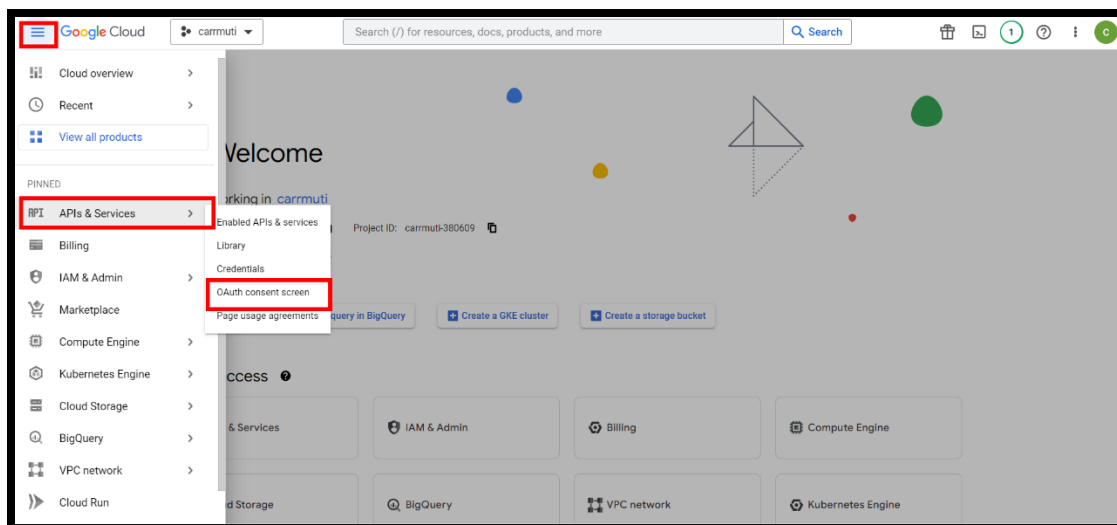 Google Cloud
carrmuti
Search (/) for resources, docs, products, and more
Search
1
C
Cloud overview
Recent
View all products
PINNED
API APIs & Services
Billing
IAM & Admin
Marketplace
Compute Engine
Kubernetes Engine
Cloud Storage
BigQuery
VPC network
Cloud Run
Enabled APIs & services
Library
Credentials
OAuth consent screen
Page usage agreements
Welcome
orking in carrmuti
Project ID: carrmuti-380609
query in BigQuery
Create a GKE cluster
Create a storage bucket
ccess
& Services
IAM & Admin
Billing
Compute Engine
d Storage
BigQuery
VPC network
Kubernetes Engine